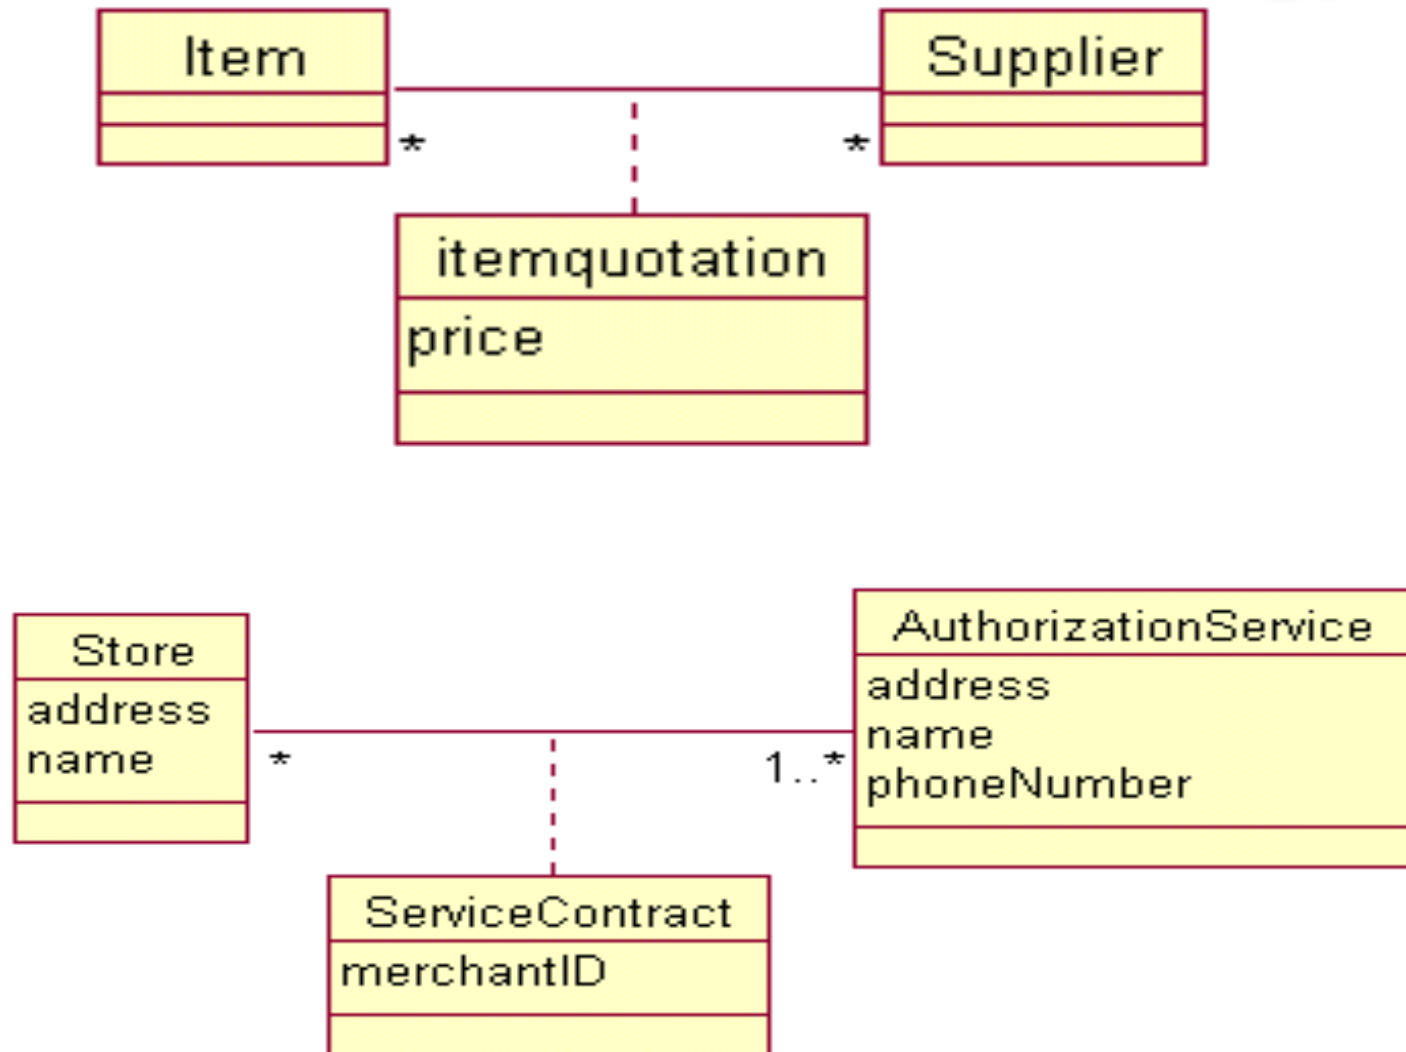 Item
Supplier
*
*
itemquotation
price
Store
address
name
AuthorizationService
address
name
phoneNumber
*
1..*
ServiceContract
merchantID